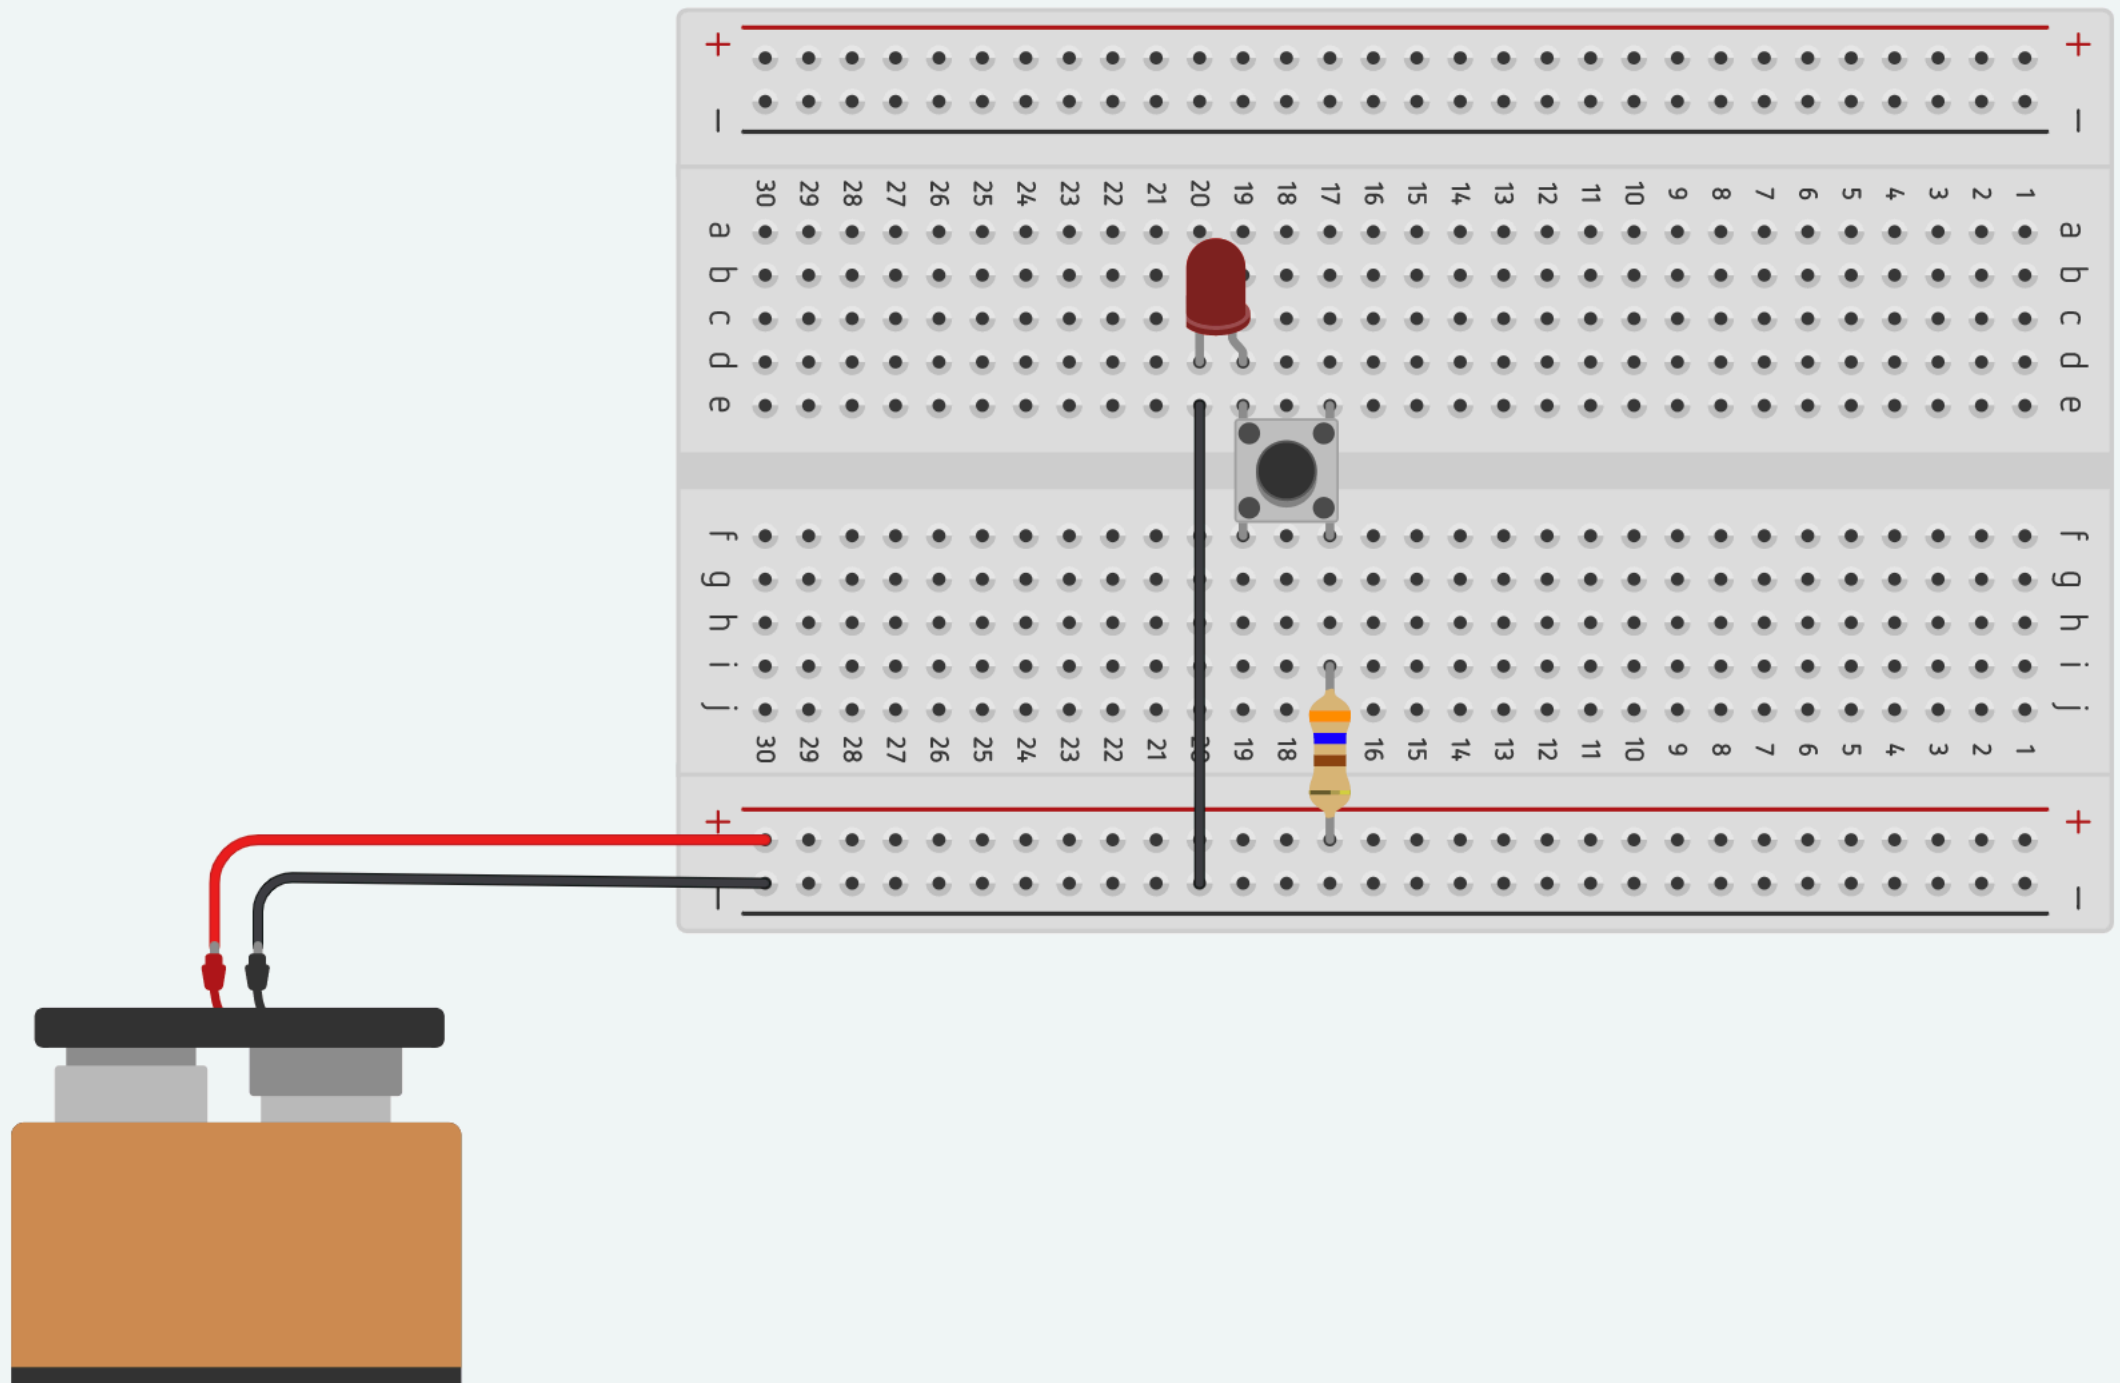 + +
− −
30 29 28 27 26 25 24 23 22 21 20 19 18 17 16 15 14 13 12 11 10 9 8 7 6 5 4 3 2 1
a a
b b
c c
d d
e e
f f
g g
h h
i i
j j
30 29 28 27 26 25 24 23 22 21 20 19 18 16 15 14 13 12 11 10 9 8 7 6 5 4 3 2 1
+ +
− −